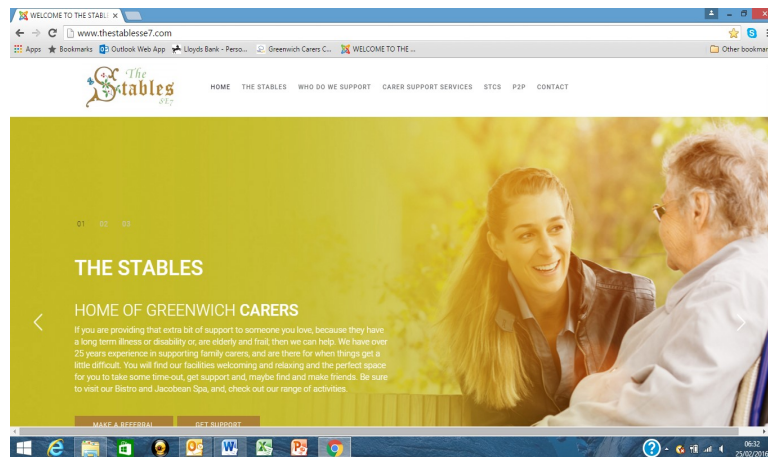 WELCOME TO THE STABLE
www.thestablesse7.com
Apps Bookmarks Outlook Web App Lloyds Bank - Perso... Greenwich Carers C... WELCOME TO THE ... Other bookmar
The
Stables
SE7
HOME THE STABLES WHO DO WE SUPPORT CARER SUPPORT SERVICES STCS P2P CONTACT
01 02 03
THE STABLES
HOME OF GREENWICH CARERS
If you are providing that extra bit of support to someone you love, because they have
a long term illness or disability or, are elderly and frail; then we can help. We have over
25 years experience in supporting family carers, and are there for when things get a
little difficult. You will find our facilities welcoming and relaxing and the perfect space
for you to take some time-out, get support and, maybe find and make friends. Be sure
to visit our Bistro and Jacobean Spa, and, check out our range of activities.
MAKE A REFERRAL GET SUPPORT
06:32
25/02/2016